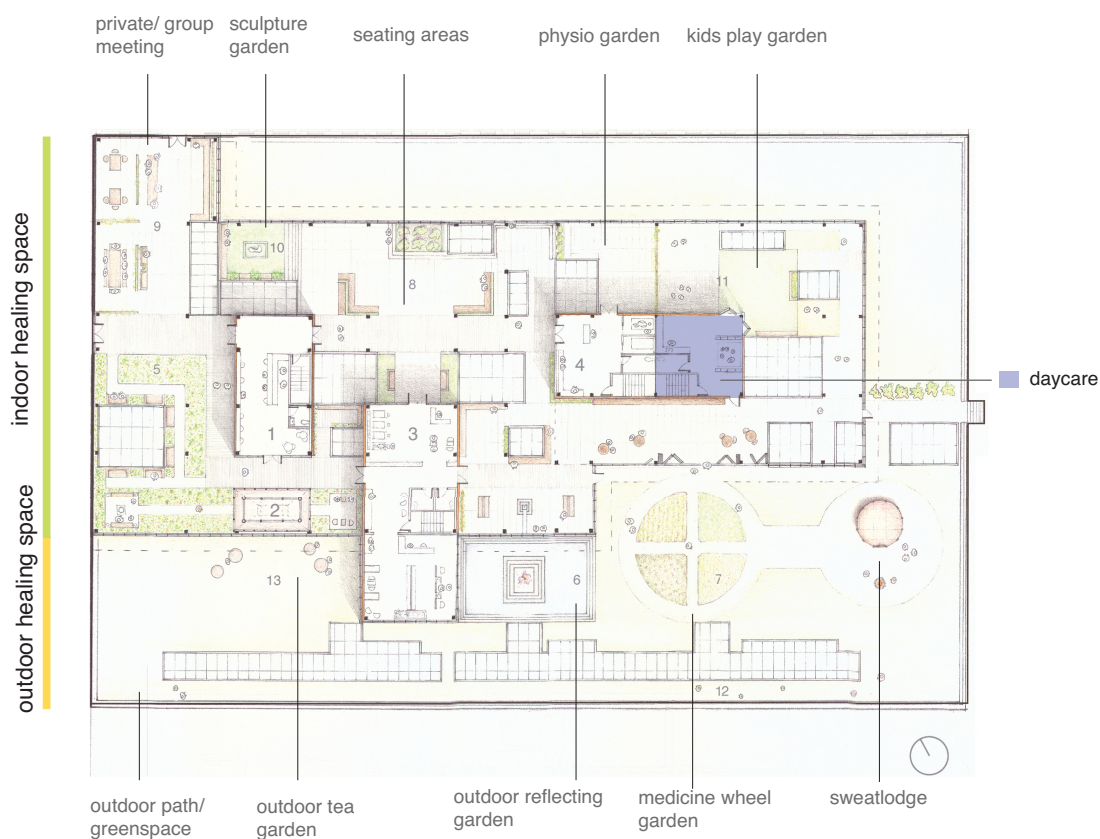 private/ group
meeting
sculpture
garden
seating areas
physio garden
kids play garden
indoor healing space
outdoor healing space
9
10
8
11
5
4
daycare
1
3
2
13
6
7
12
outdoor path/
greenspace
outdoor tea
garden
outdoor reflecting
garden
medicine wheel
garden
sweatlodge